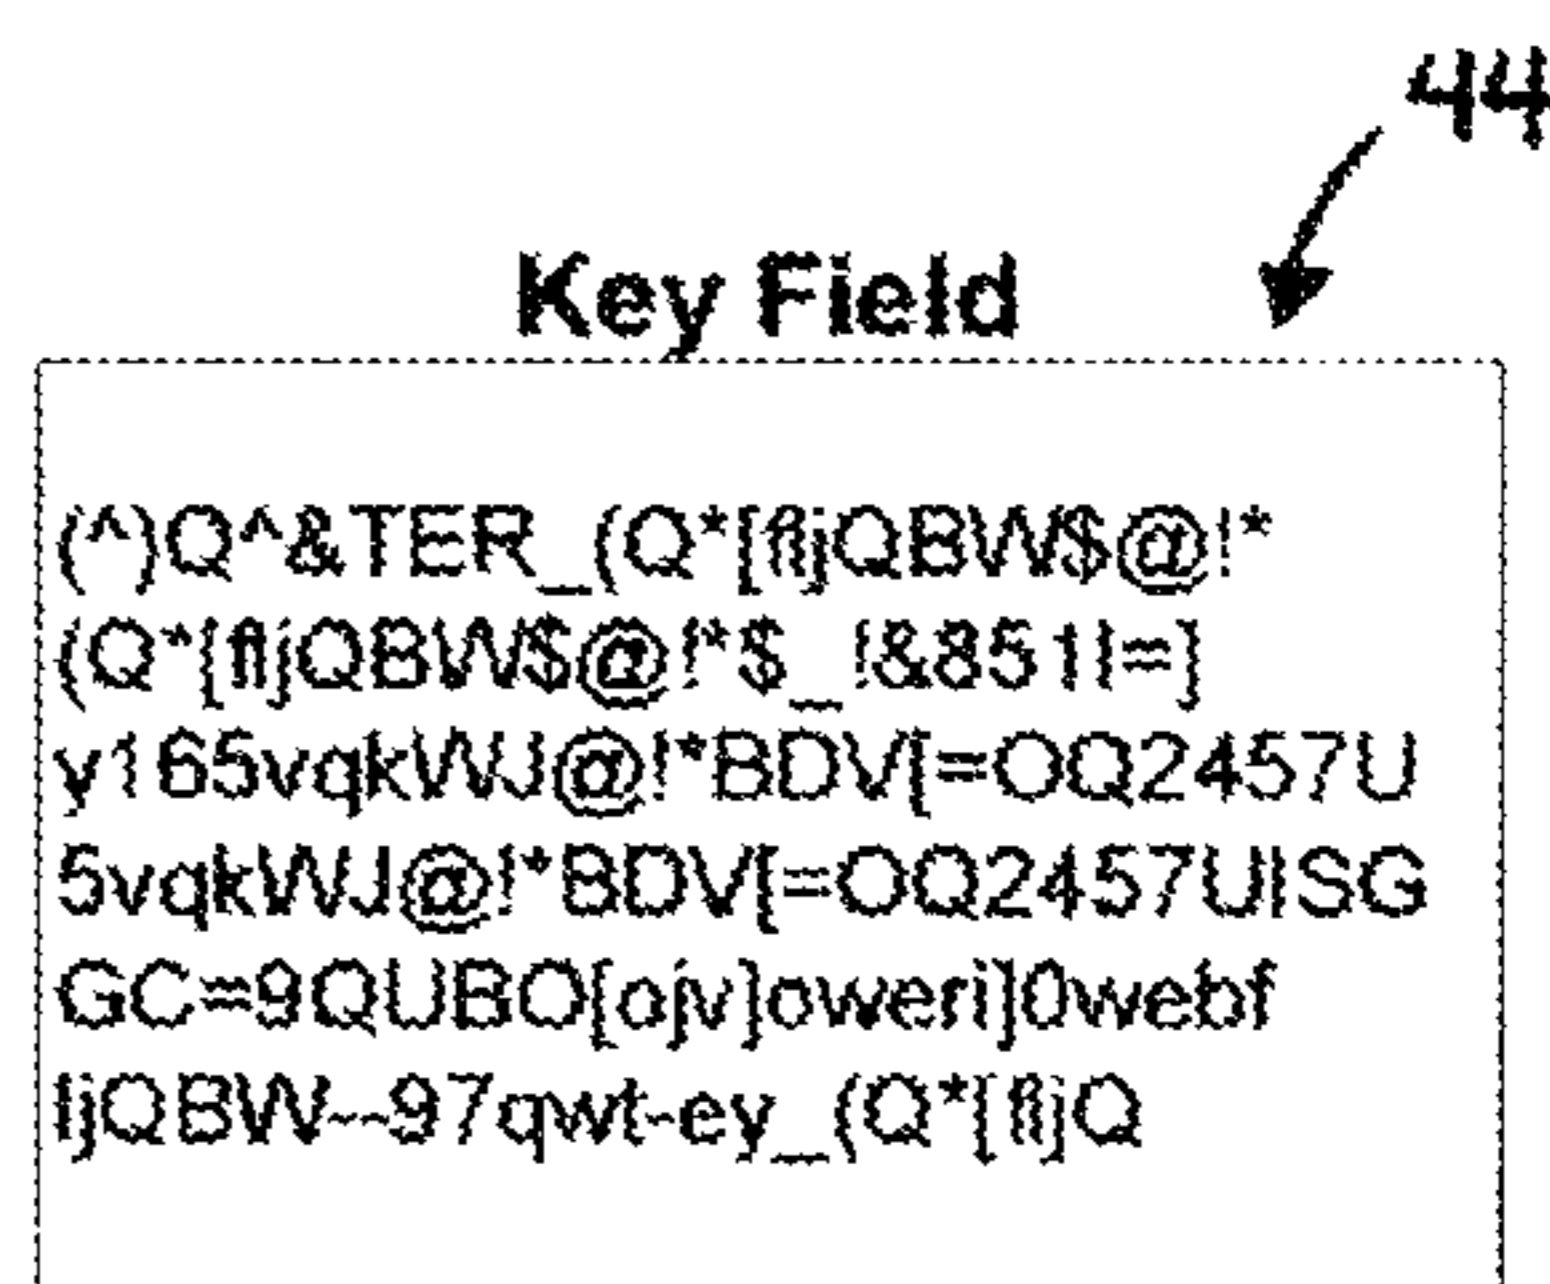 44
Key Field
(^)Q^&TER_(Q*[fljQBW$@!*
(Q*[fljQBW$@!*$_!&851l=]
y165vqkWJ@!*BDV[=OQ2457U
5vqkWJ@!*BDV[=OQ2457UISG
GC=9QUBO[ojv]oweri]0webf
ljQBW--97qwt-ey_(Q*[fljQ